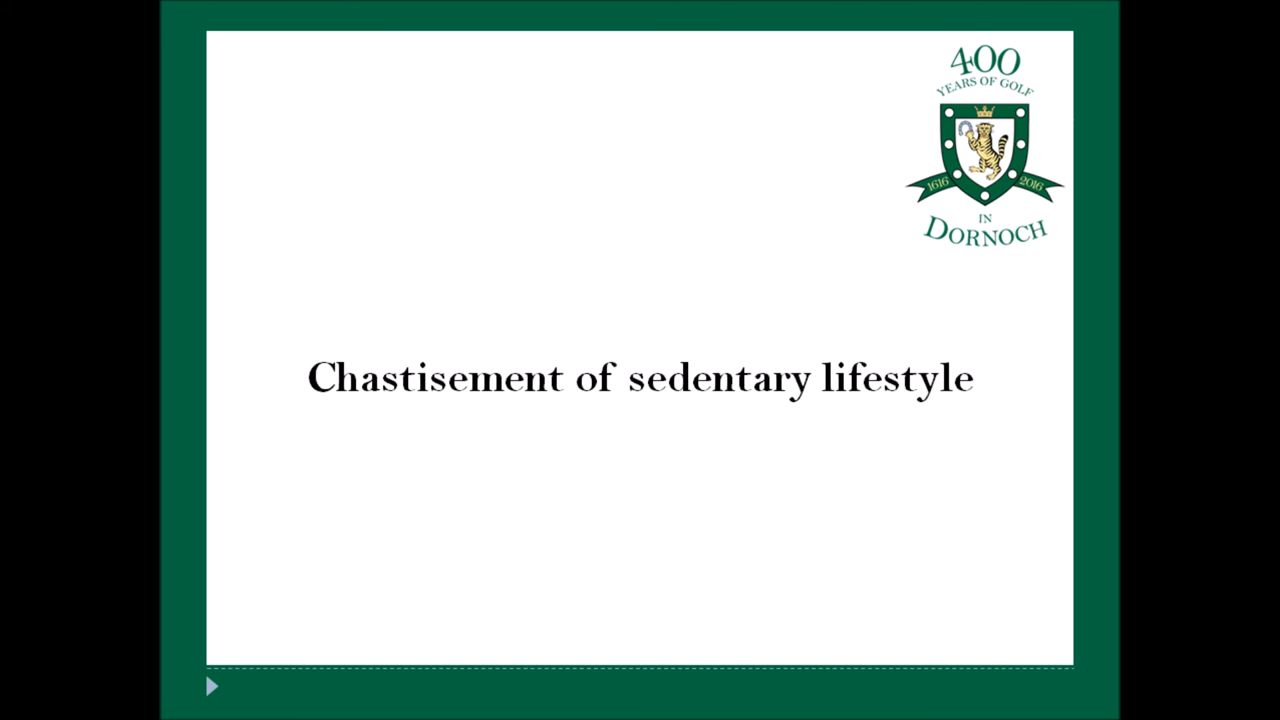 400
YEARS OF GOLF
1616 2016
IN
DORNOCH
Chastisement of sedentary lifestyle